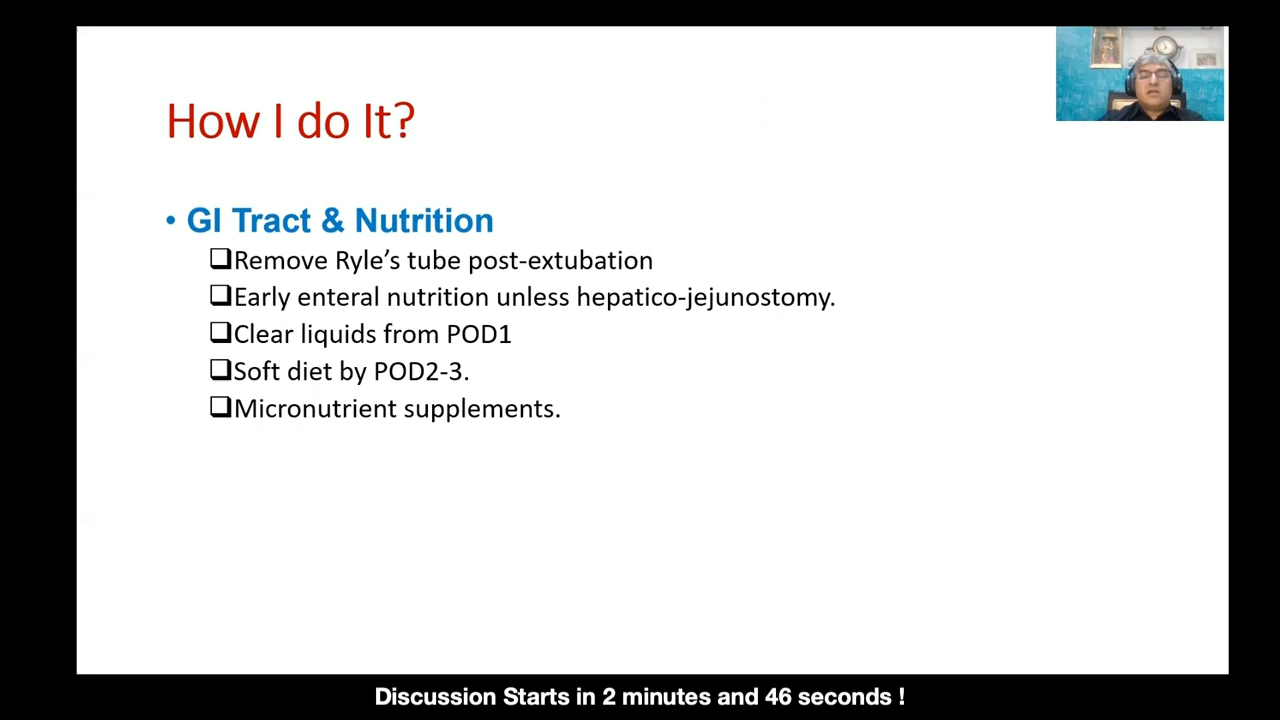 How I do It?
• GI Tract & Nutrition
❑Remove Ryle’s tube post-extubation
❑Early enteral nutrition unless hepatico-jejunostomy.
❑Clear liquids from POD1
❑Soft diet by POD2-3.
❑Micronutrient supplements.
Discussion Starts in 2 minutes and 46 seconds !